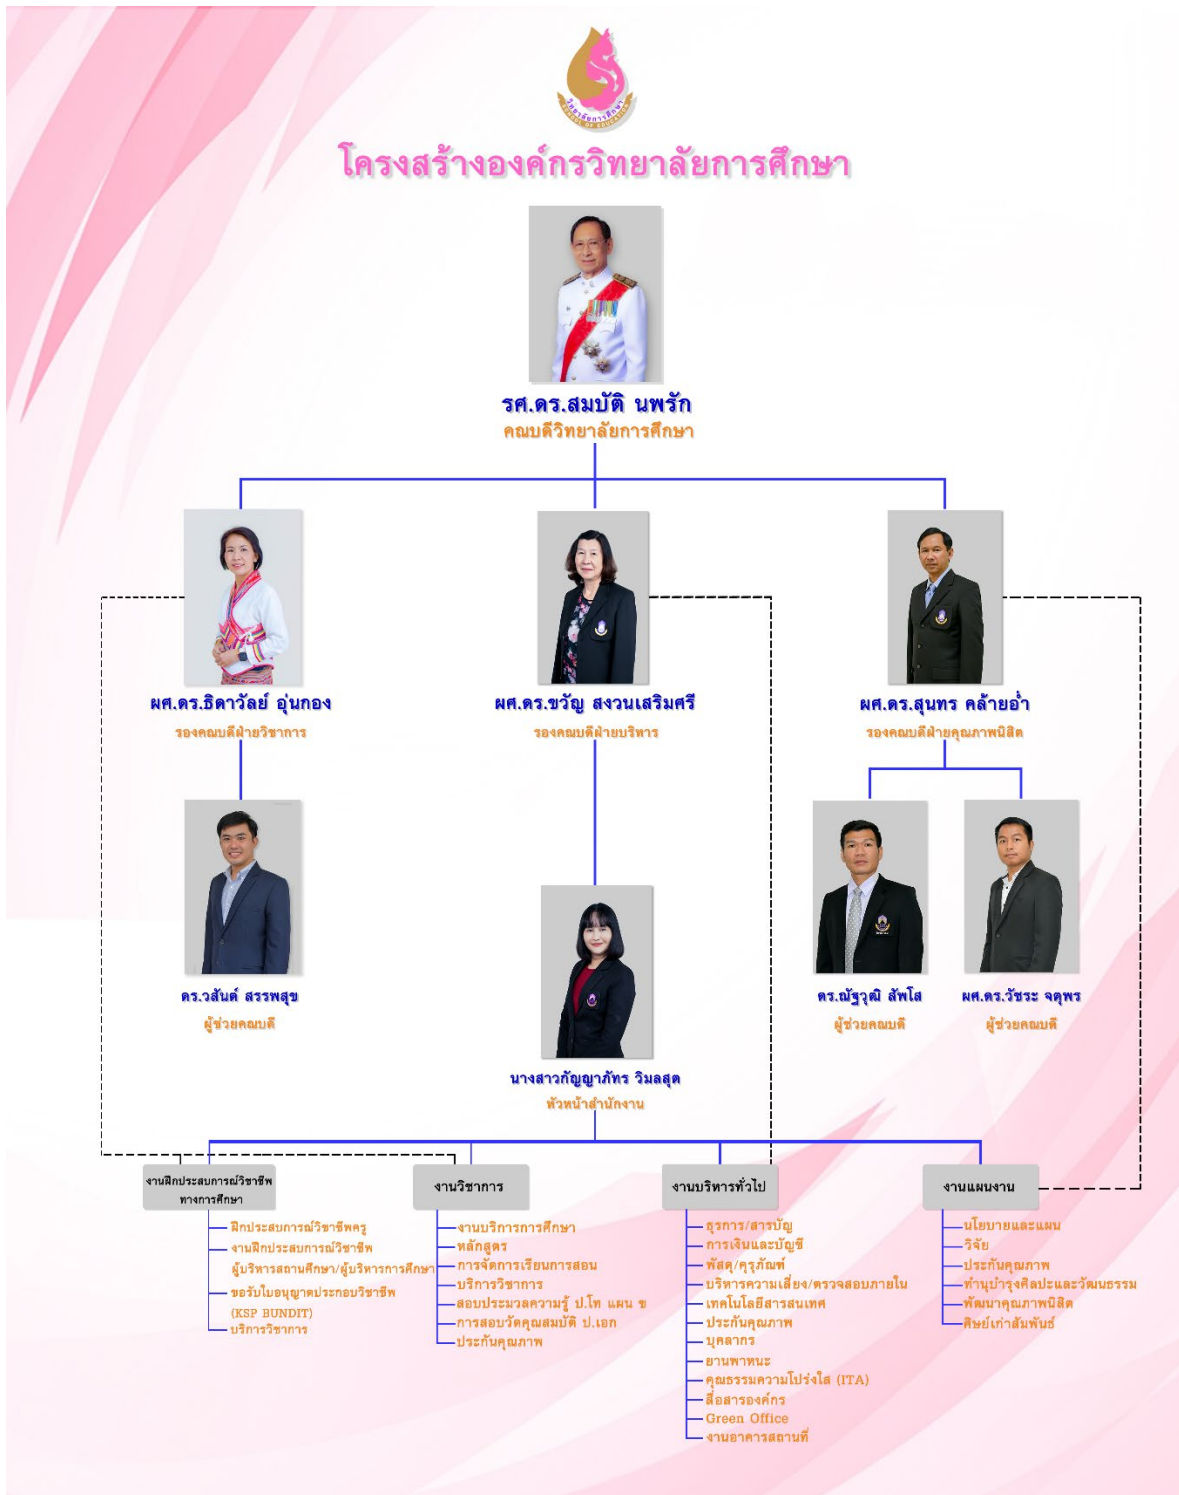 วิทยาลัยการศึกษา
SCHOOL OF EDUCATION
โครงสร้างองค์กรวิทยาลัยการศึกษา
รศ.ดร.สมบัติ นพรัก
คณบดีวิทยาลัยการศึกษา
ผศ.ดร.ธิดาวัลย์ อุ่นกอง
รองคณบดีฝ่ายวิชาการ
ผศ.ดร.ขวัญ สงวนเสริมศรี
รองคณบดีฝ่ายบริหาร
ผศ.ดร.สุนทร คล้ายอ่ำ
รองคณบดีฝ่ายคุณภาพนิสิต
ดร.วสันต์ สรรพสุข
ผู้ช่วยคณบดี
ดร.ณัฐวุฒิ สัพโส
ผู้ช่วยคณบดี
ผศ.ดร.วัชระ จตุพร
ผู้ช่วยคณบดี
นางสาวกัญญาภัทร วิมลสุต
หัวหน้าสำนักงาน
งานฝึกประสบการณ์วิชาชีพ
ทางการศึกษา
ฝึกประสบการณ์วิชาชีพครู
งานฝึกประสบการณ์วิชาชีพ
ผู้บริหารสถานศึกษา/ผู้บริหารการศึกษา
ขอรับใบอนุญาตประกอบวิชาชีพ
(KSP BUNDIT)
บริการวิชาการ
งานวิชาการ
งานบริการการศึกษา
หลักสูตร
การจัดการเรียนการสอน
บริการวิชาการ
สอบประมวลความรู้ ป.โท แผน ข
การสอบวัดคุณสมบัติ ป.เอก
ประกันคุณภาพ
งานบริหารทั่วไป
ธุรการ/สารบัญ
การเงินและบัญชี
พัสดุ/ครุภัณฑ์
บริหารความเสี่ยง/ตรวจสอบภายใน
เทคโนโลยีสารสนเทศ
ประกันคุณภาพ
บุคลากร
ยานพาหนะ
คุณธรรมความโปร่งใส (ITA)
สื่อสารองค์กร
Green Office
งานอาคารสถานที่
งานแผนงาน
นโยบายและแผน
วิจัย
ประกันคุณภาพ
ทำนุบำรุงศิลปะและวัฒนธรรม
พัฒนาคุณภาพนิสิต
ศิษย์เก่าสัมพันธ์